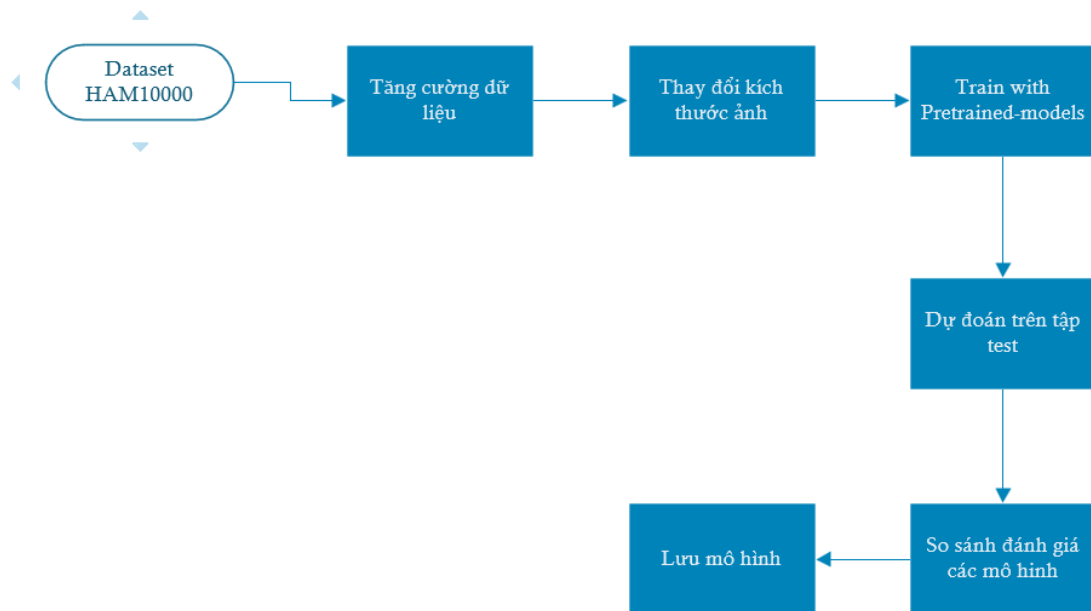 Dataset
HAM10000
Tăng cường dữ
liệu
Thay đổi kích
thước ảnh
Train with
Pretrained-models
Dự đoán trên tập
test
So sánh đánh giá
các mô hình
Lưu mô hình